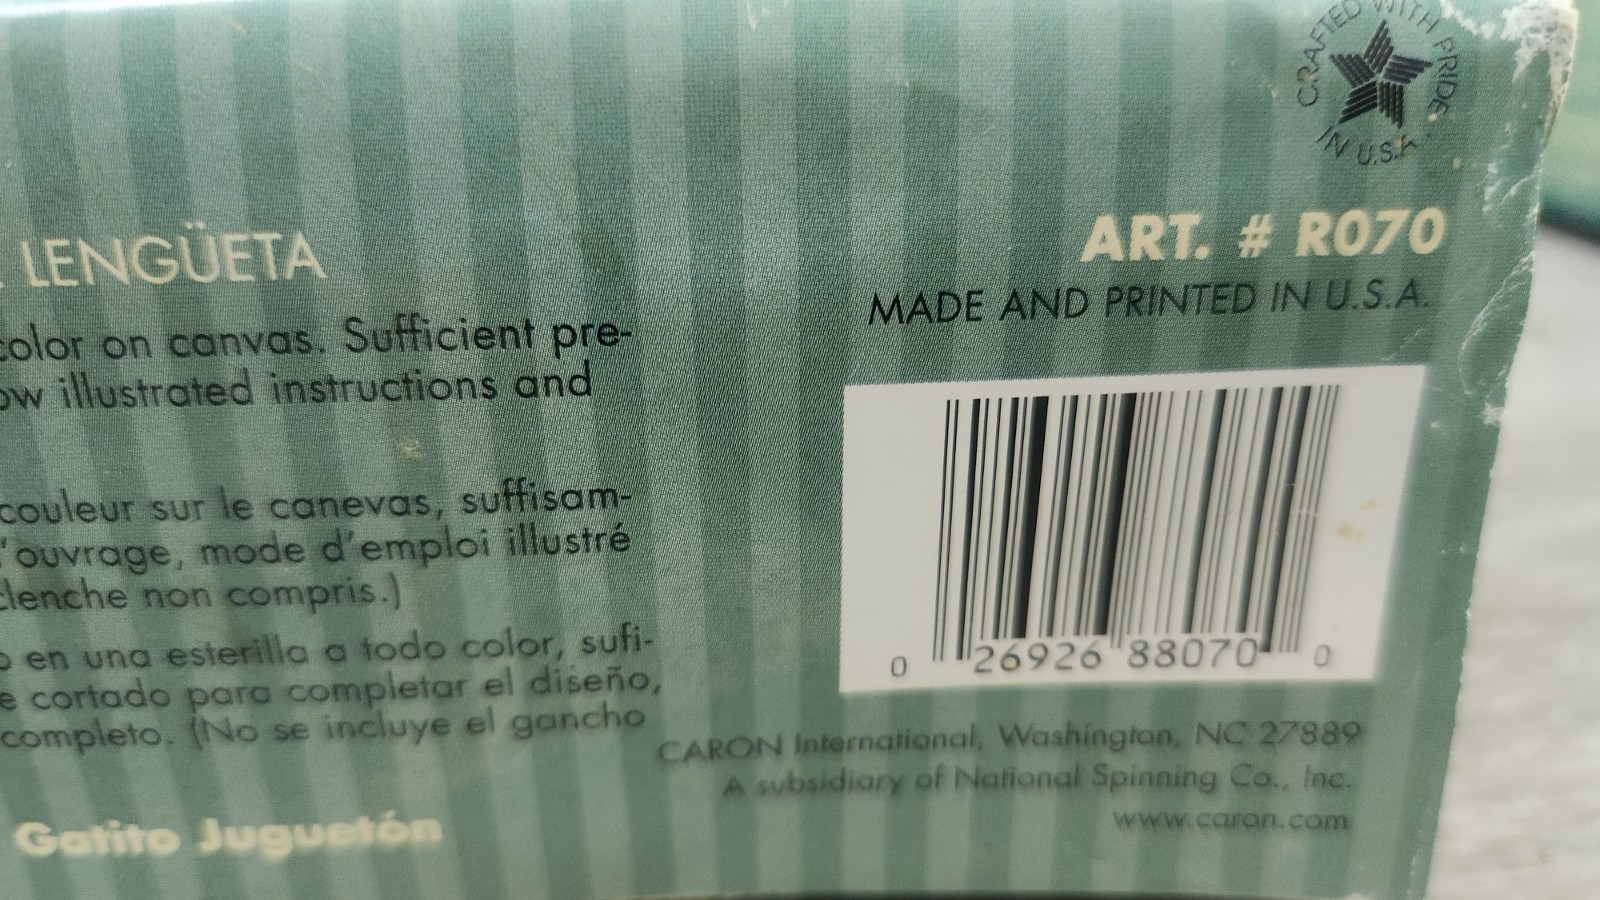 CRAFTED WITH PRIDE
IN U.S.A
ART. # R070
MADE AND PRINTED IN U.S.A.
LENGÜETA
color on canvas. Sufficient pre-
ow illustrated instructions and
couleur sur le canevas, suffisam-
l'ouvrage, mode d'emploi illustré
clenche non compris.)
o en una esterilla a todo color, sufi-
e cortado para completar el diseño,
completo. (No se incluye el gancho
Gatito Juguetón
0 26926 88070 0
CARON International, Washington, NC 27889
A subsidiary of National Spinning Co., Inc.
www.caron.com